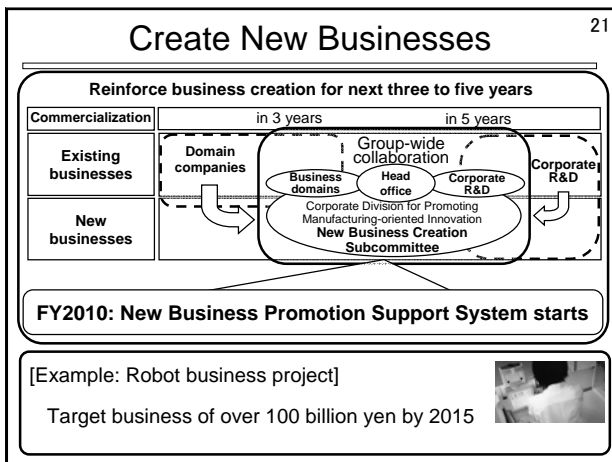 21
Create New Businesses
Reinforce business creation for next three to five years
Commercialization in 3 years in 5 years
Existing businesses
Domain companies
Group-wide collaboration
Corporate R&D
Business domains
Head office
Corporate R&D
Corporate Division for Promoting
Manufacturing-oriented Innovation
New Business Creation
Subcommittee
New businesses
FY2010: New Business Promotion Support System starts
[Example: Robot business project]
Target business of over 100 billion yen by 2015